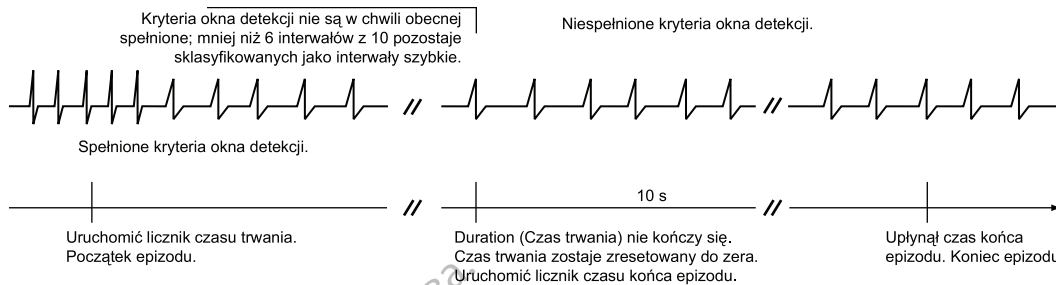 Kryteria okna detekcji nie są w chwili obecnej
spełnione; mniej niż 6 interwałów z 10 pozostaje
sklasyfikowanych jako interwały szybkie.
Niespełnione kryteria okna detekcji.
Spełnione kryteria okna detekcji.
10 s
Uruchomić licznik czasu trwania.
Początek epizodu.
Duration (Czas trwania) nie kończy się.
Czas trwania zostaje zresetowany do zera.
Uruchomić licznik czasu końca epizodu.
Upłynął czas końca
epizodu. Koniec epizodu